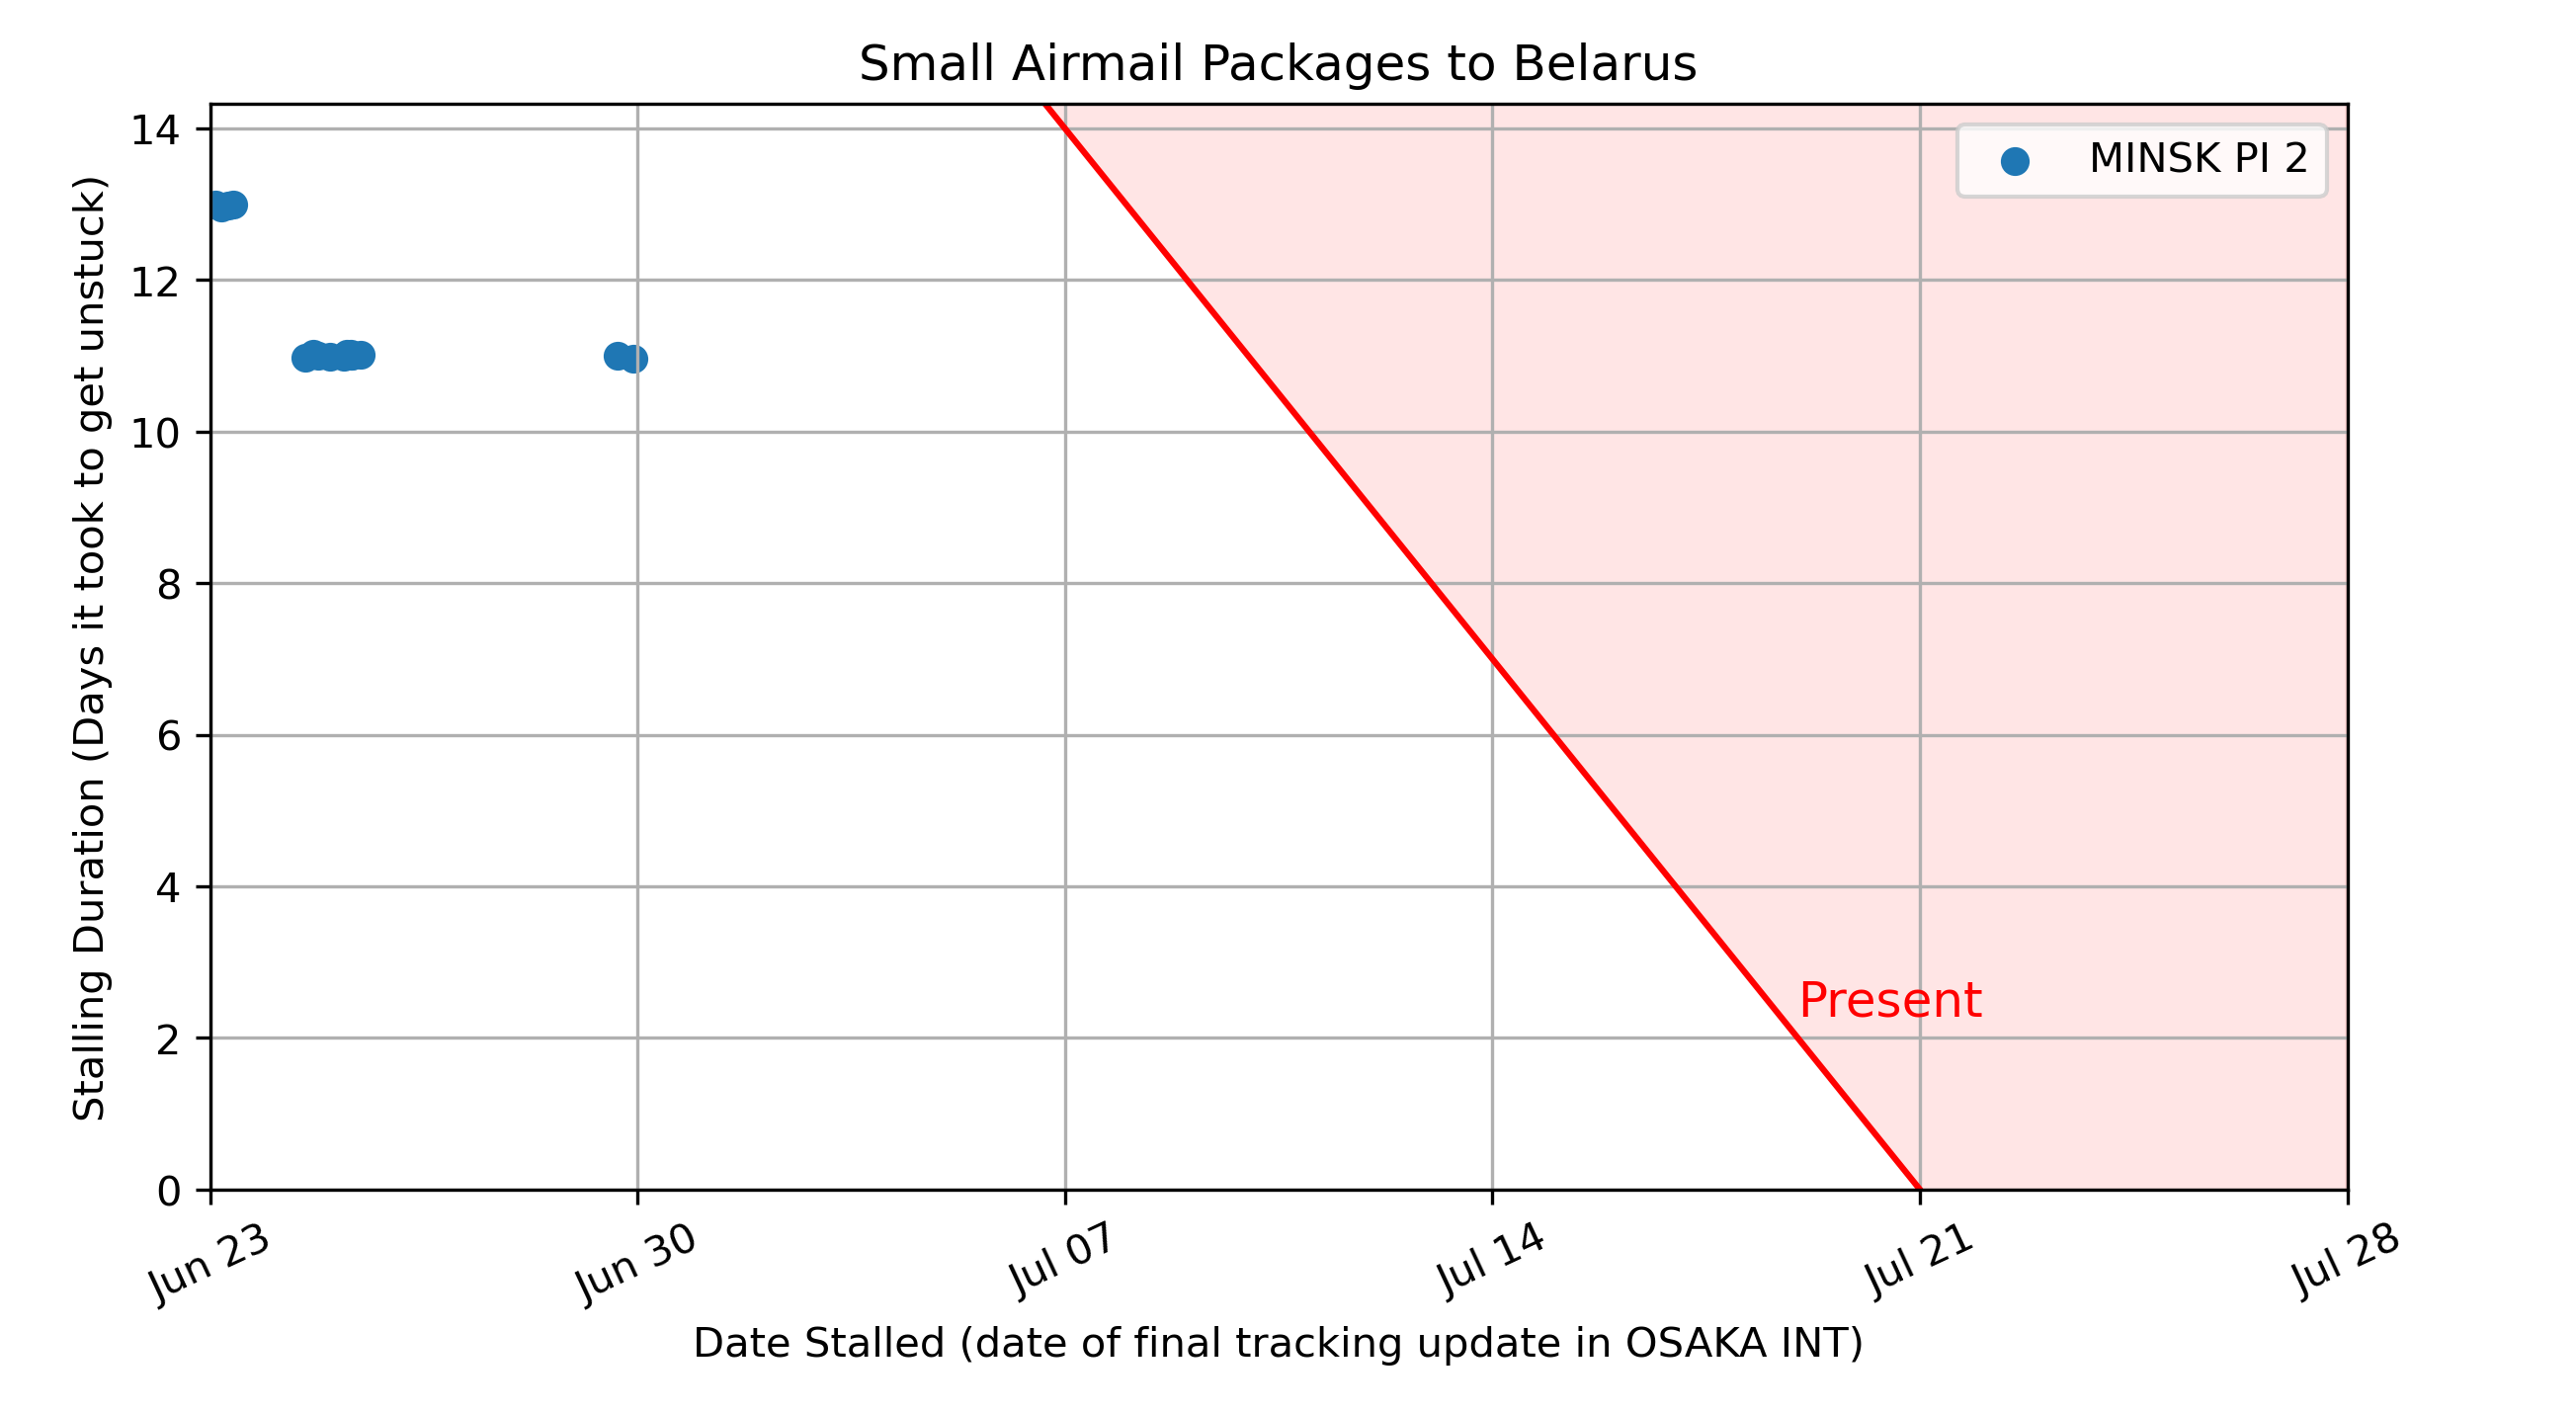 Small Airmail Packages to Belarus
MINSK PI 2
Stalling Duration (Days it took to get unstuck)
14
12
10
8
6
4
2
0
Present
Jun 23
Jun 30
Jul 07
Jul 14
Jul 21
Jul 28
Date Stalled (date of final tracking update in OSAKA INT)